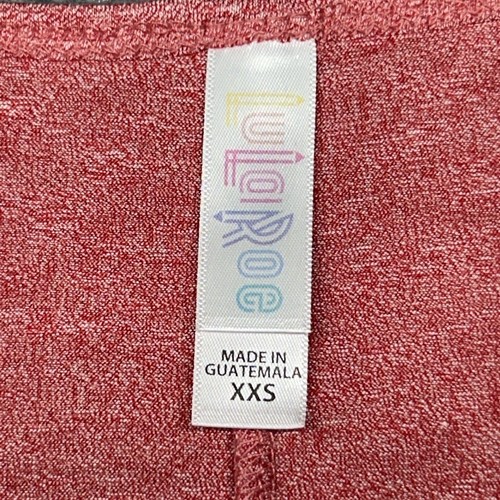 LuLaRoe
MADE IN
GUATEMALA
XXS